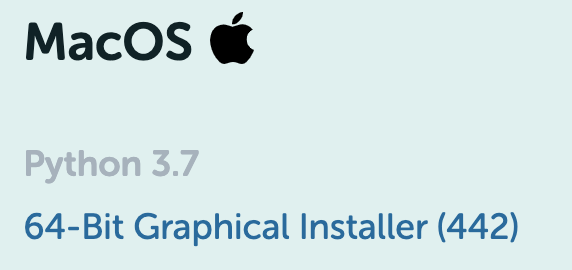 MacOS
Python 3.7
64-Bit Graphical Installer (442)